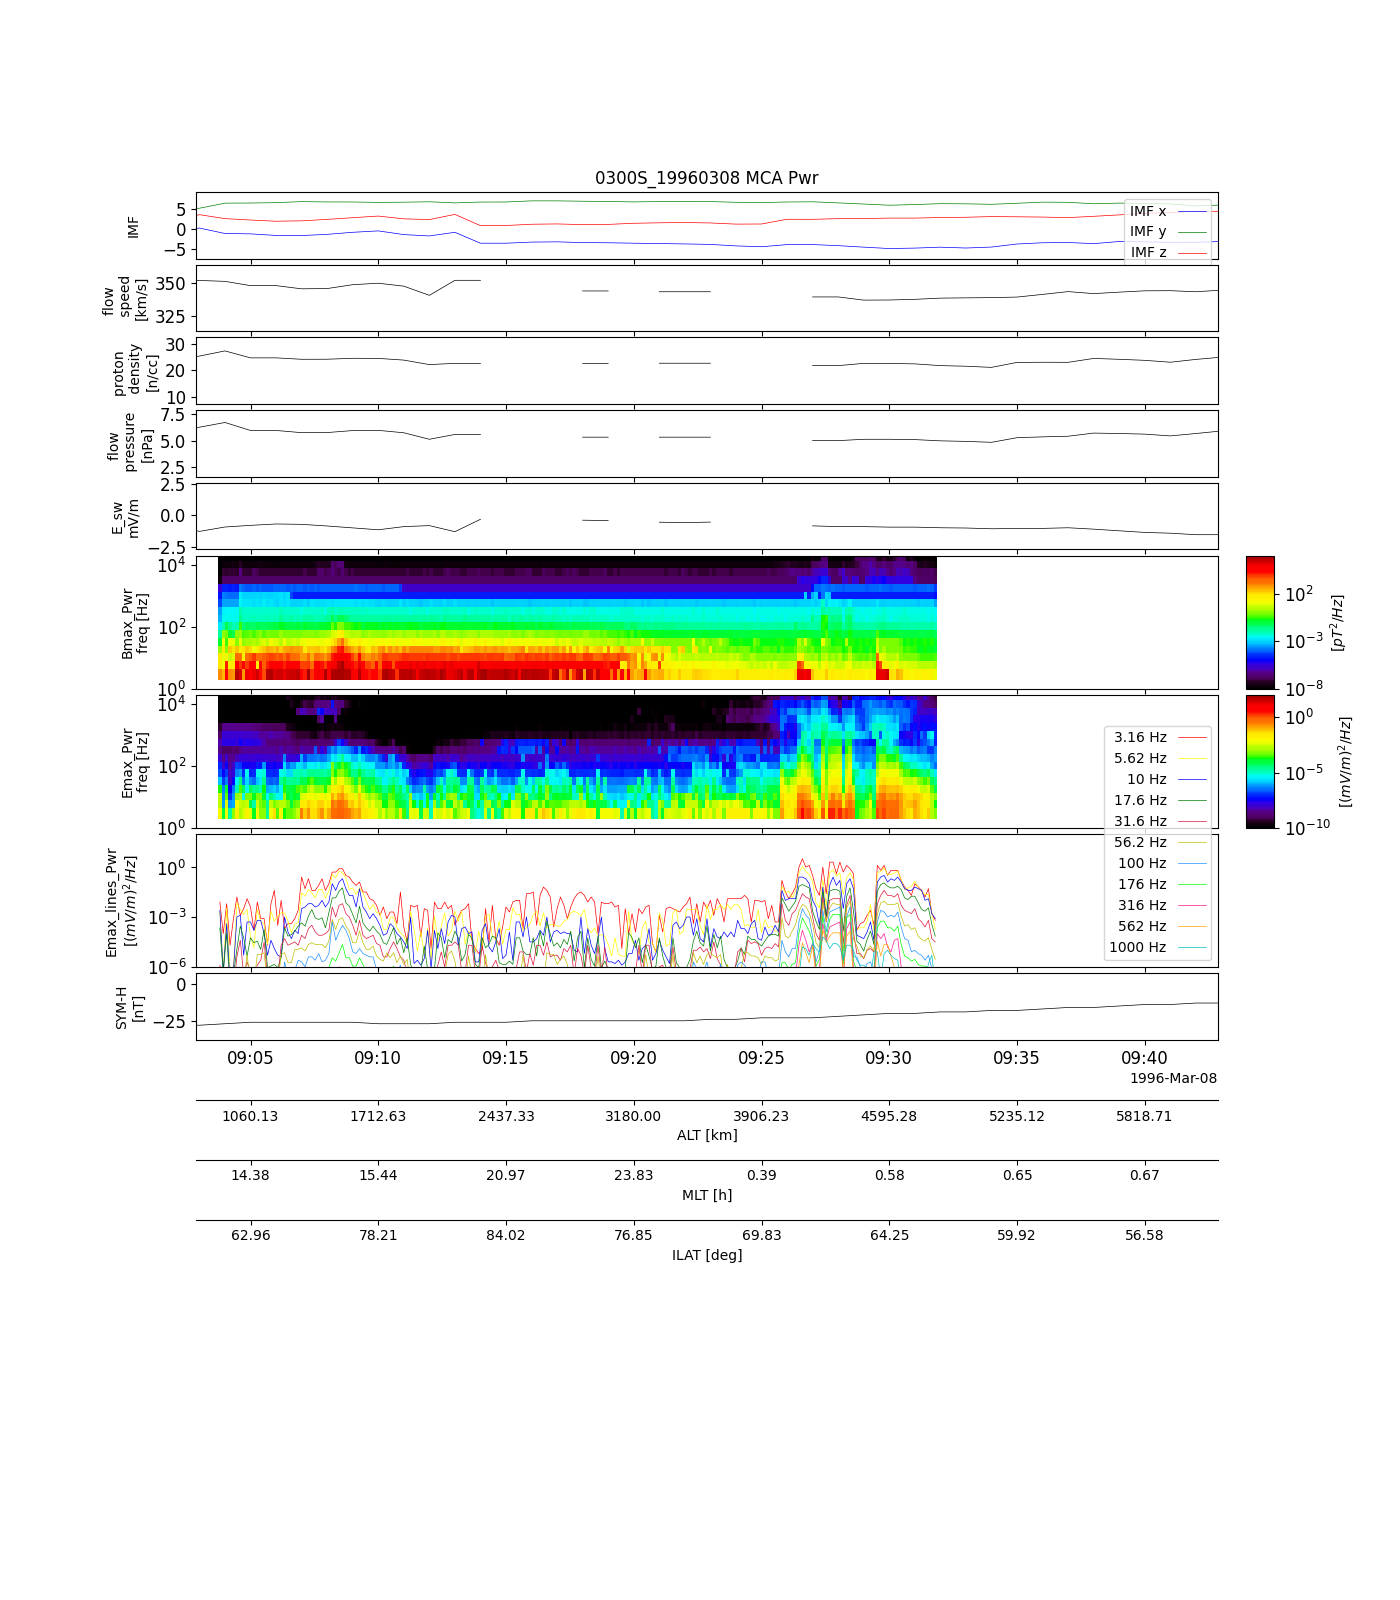 0300S_19960308 MCA Pwr
IMF
5
0
−5
IMF x
IMF y
IMF z
flow
speed
[km/s]
350
325
proton
density
[n/cc]
30
20
10
flow
pressure
[nPa]
7.5
5.0
2.5
E_sw
mV/m
2.5
0.0
−2.5
Bmax_Pwr
freq [Hz]
10^4
10^2
10^0
10^2
10^−3
10^−8
[pT^2/Hz]
Emax_Pwr
freq [Hz]
10^4
10^2
10^0
10^0
10^−5
10^−10
[(mV/m)^2/Hz]
3.16 Hz
5.62 Hz
10 Hz
17.6 Hz
31.6 Hz
56.2 Hz
100 Hz
176 Hz
316 Hz
562 Hz
1000 Hz
Emax_lines_Pwr
[(mV/m)^2/Hz]
10^0
10^−3
10^−6
SYM-H
[nT]
0
−25
09:05 09:10 09:15 09:20 09:25 09:30 09:35 09:40
1996-Mar-08
1060.13 1712.63 2437.33 3180.00 3906.23 4595.28 5235.12 5818.71
ALT [km]
14.38 15.44 20.97 23.83 0.39 0.58 0.65 0.67
MLT [h]
62.96 78.21 84.02 76.85 69.83 64.25 59.92 56.58
ILAT [deg]